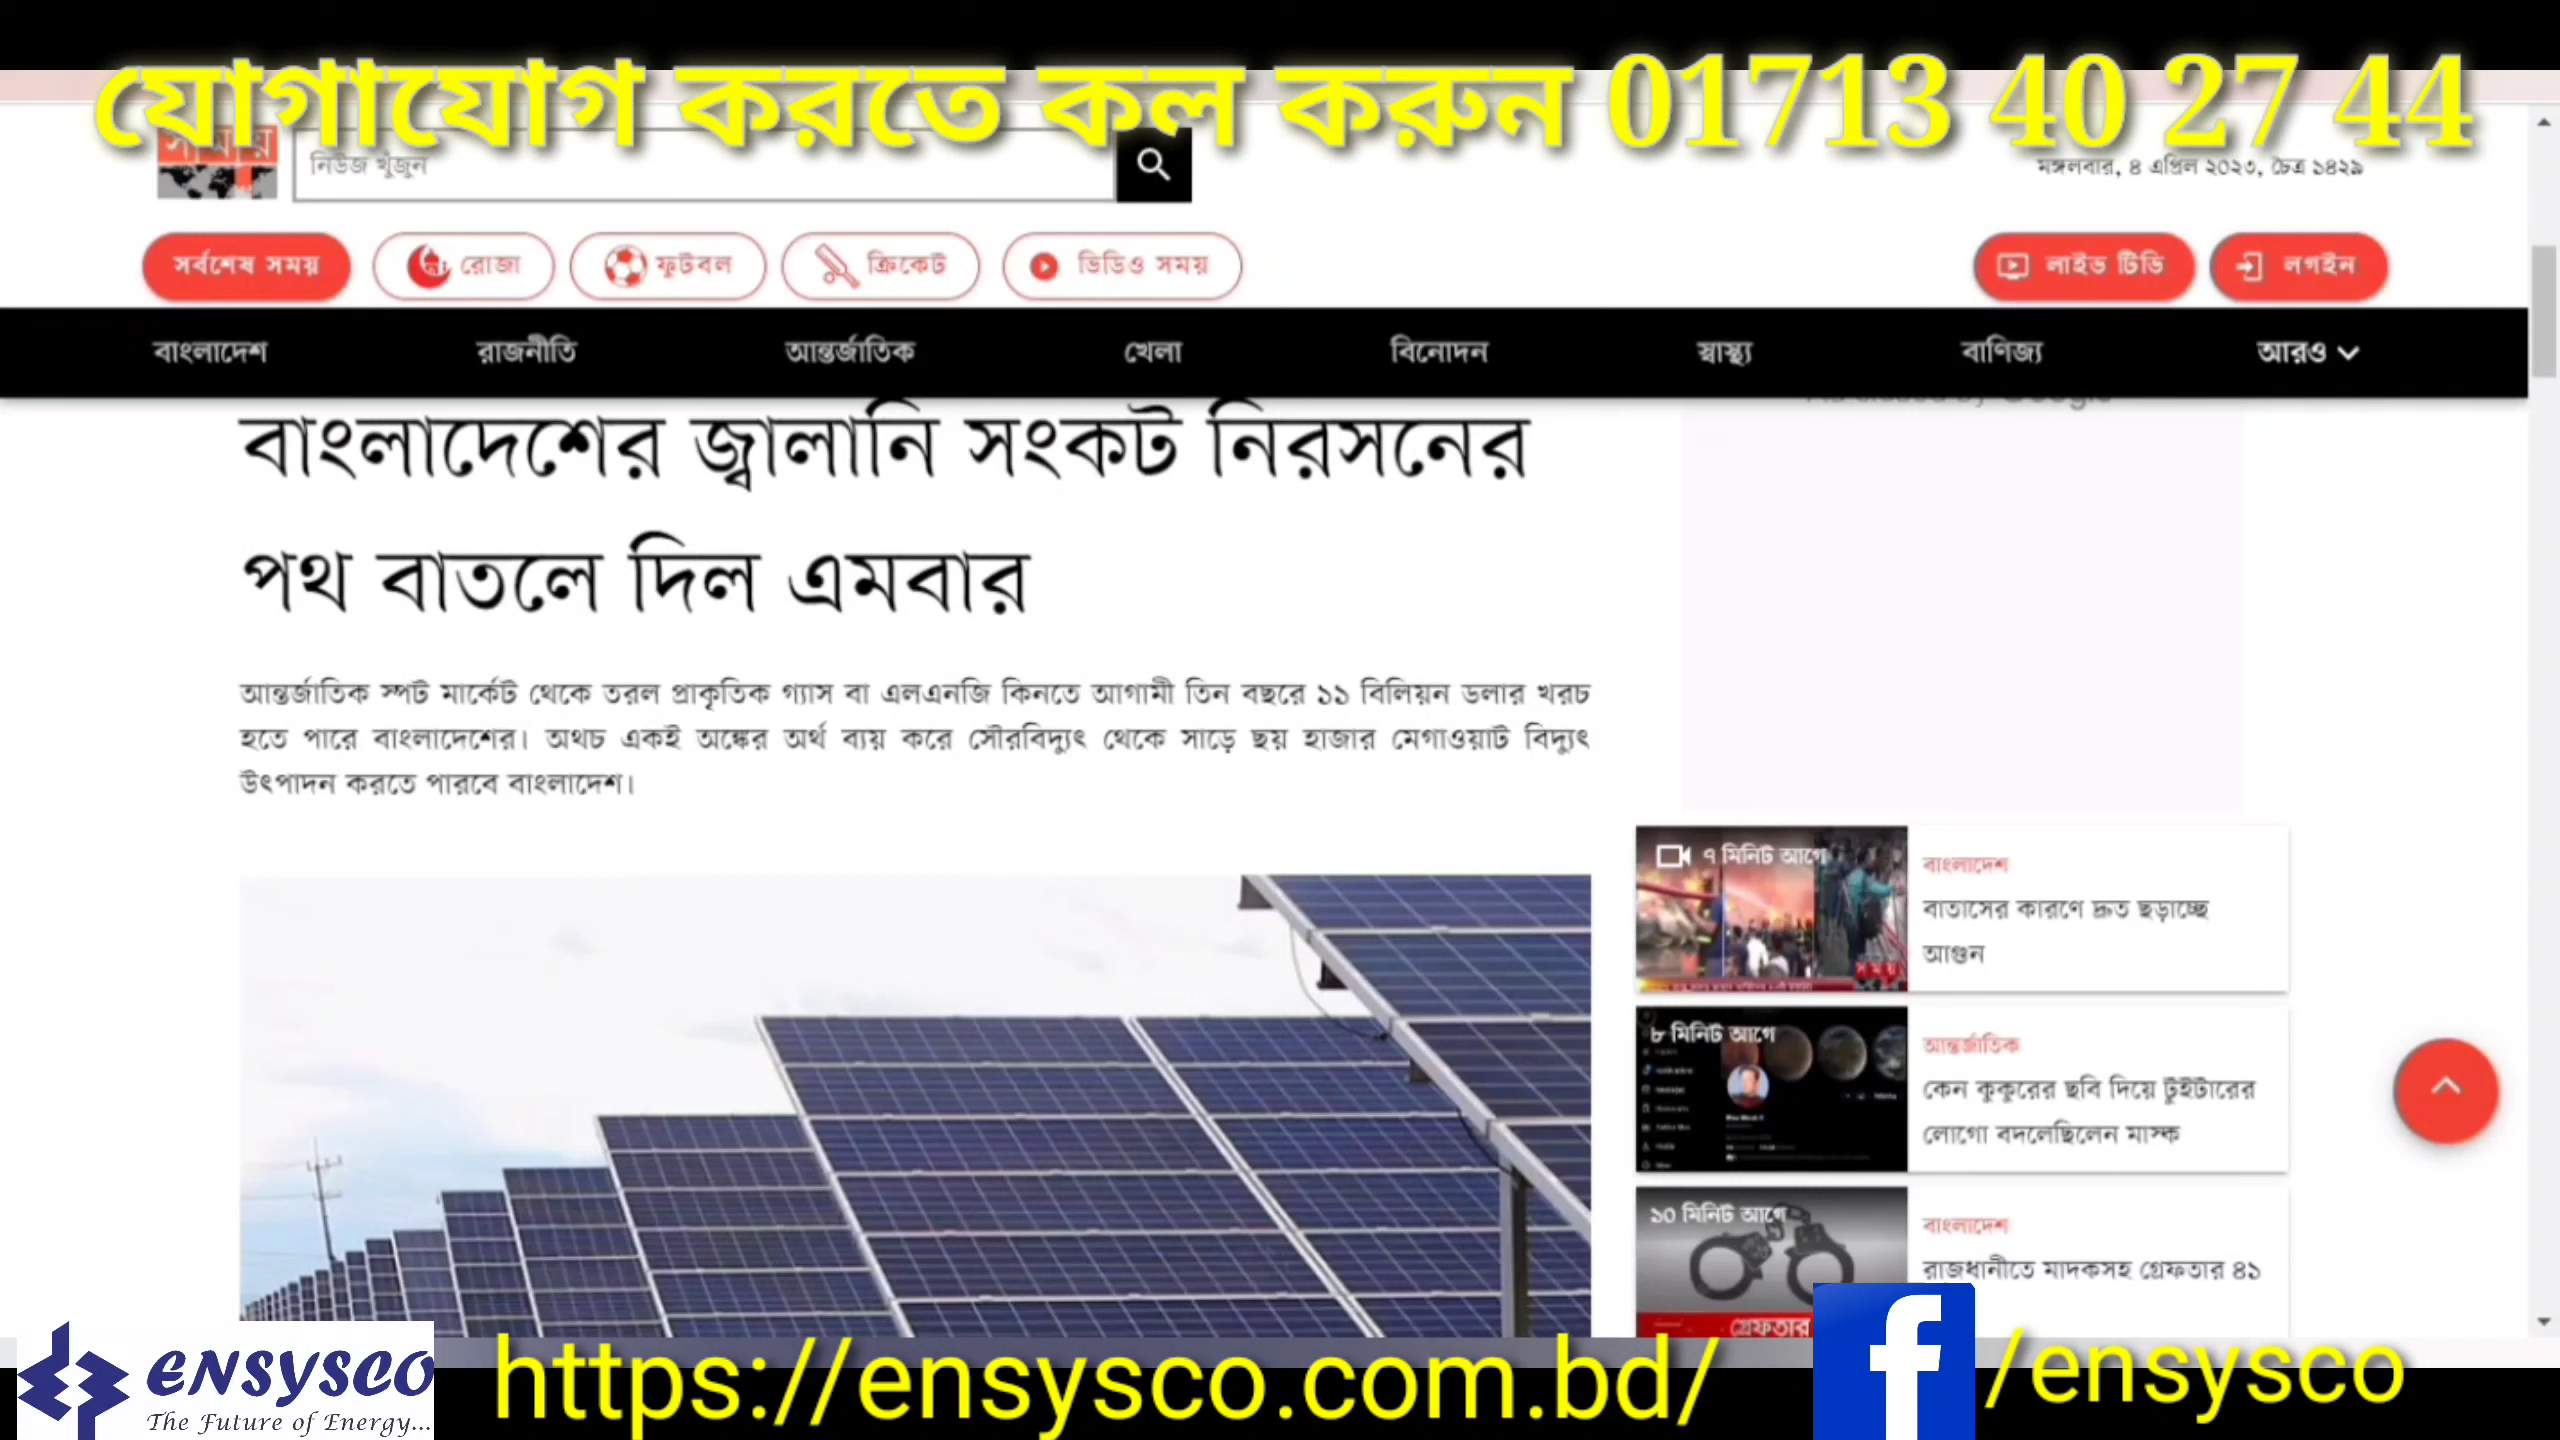 যোগাযোগ করতে কল করুন 01713 40 27 44
সময়
নিউজ খুঁজুন
মঙ্গলবার, ৪ এপ্রিল ২০২৩, চৈত্র ১৪২৯
সর্বশেষ সময়
রোজা
ফুটবল
ক্রিকেট
ভিডিও সময়
লাইভ টিভি
লগইন
বাংলাদেশ
রাজনীতি
আন্তর্জাতিক
খেলা
বিনোদন
স্বাস্থ্য
বাণিজ্য
আরও
বাংলাদেশের জ্বালানি সংকট নিরসনের
পথ বাতলে দিল এমবার
আন্তর্জাতিক স্পট মার্কেট থেকে তরল প্রাকৃতিক গ্যাস বা এলএনজি কিনতে আগামী তিন বছরে ১১ বিলিয়ন ডলার খরচ
হতে পারে বাংলাদেশের। অথচ একই অঙ্কের অর্থ ব্যয় করে সৌরবিদ্যুৎ থেকে সাড়ে ছয় হাজার মেগাওয়াট বিদ্যুৎ
উৎপাদন করতে পারবে বাংলাদেশ।
৭ মিনিট আগে
সময়
বাংলাদেশ
বাতাসের কারণে দ্রুত ছড়াচ্ছে
আগুন
৮ মিনিট আগে
আন্তর্জাতিক
কেন কুকুরের ছবি দিয়ে টুইটারের
লোগো বদলেছিলেন মাস্ক
১০ মিনিট আগে
গ্রেফতার
বাংলাদেশ
রাজধানীতে মাদকসহ গ্রেফতার ৪১
ENSYSCO
The Future of Energy...
https://ensysco.com.bd/
f
/ensysco